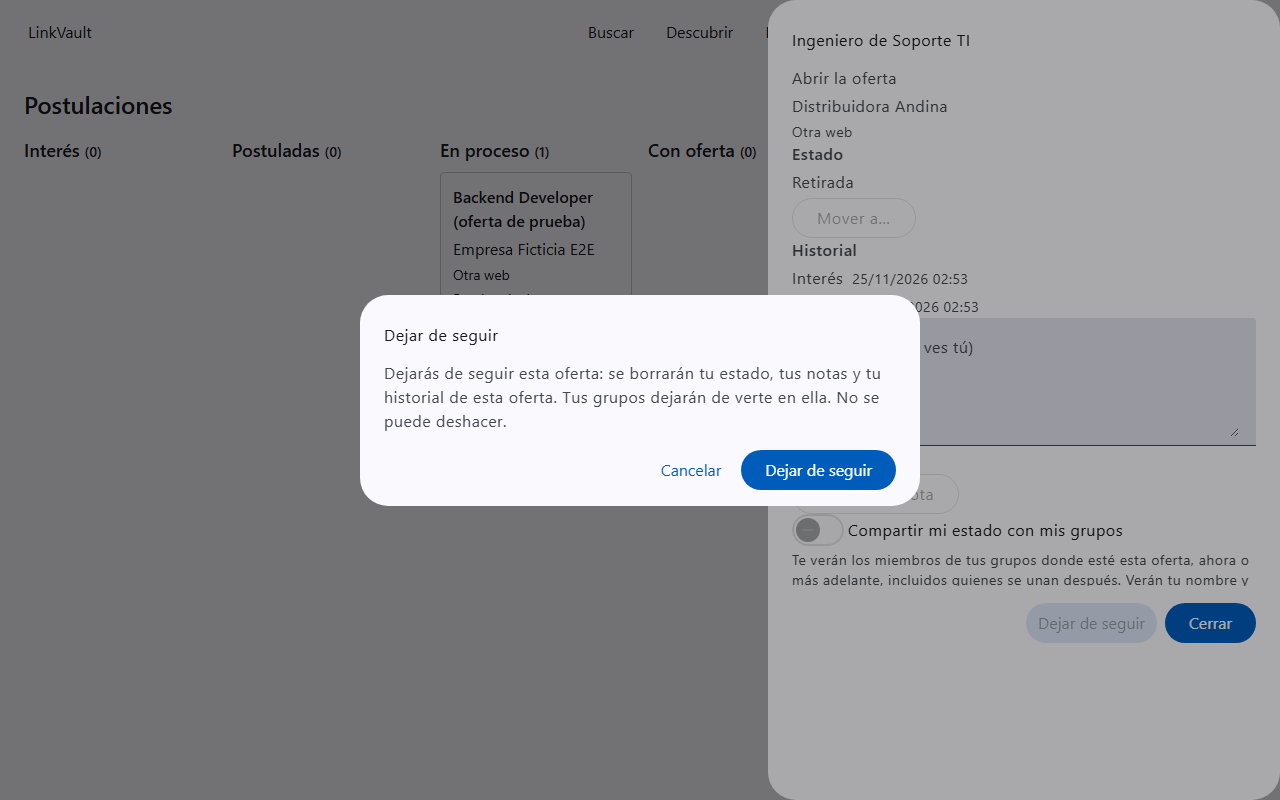 LinkVault
Buscar
Descubrir
Postulaciones
Interés (0)
Postuladas (0)
En proceso (1)
Con oferta (0)
Backend Developer
(oferta de prueba)
Empresa Ficticia E2E
Otra web
Ingeniero de Soporte TI
Abrir la oferta
Distribuidora Andina
Otra web
Estado
Retirada
Mover a...
Historial
Interés 25/11/2026 02:53
026 02:53
ves tú)
Dejar de seguir
Dejarás de seguir esta oferta: se borrarán tu estado, tus notas y tu
historial de esta oferta. Tus grupos dejarán de verte en ella. No se
puede deshacer.
Cancelar
Dejar de seguir
Compartir mi estado con mis grupos
Te verán los miembros de tus grupos donde esté esta oferta, ahora o
más adelante, incluidos quienes se unan después. Verán tu nombre y
Dejar de seguir
Cerrar